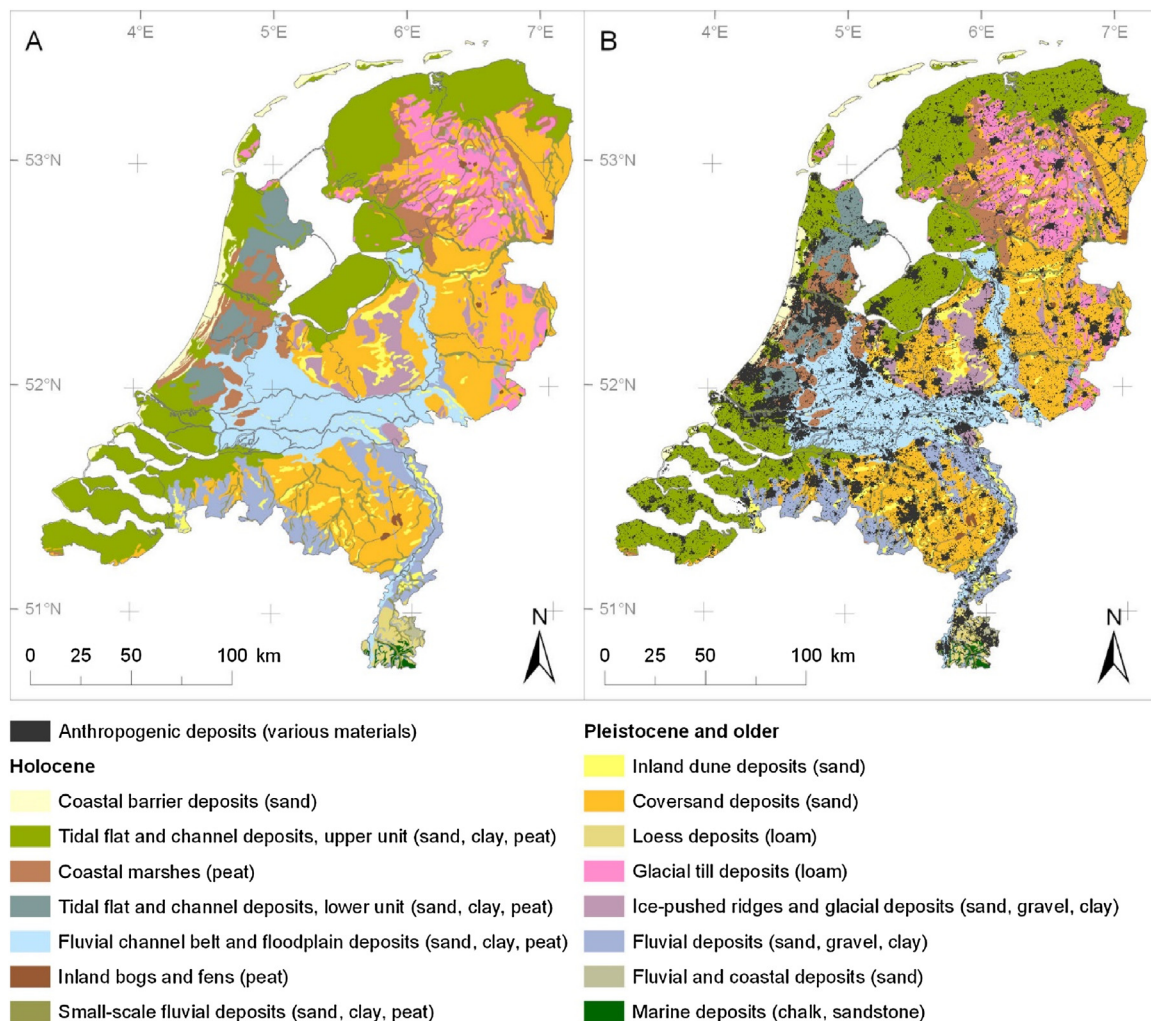 A
4°E 5°E 6°E 7°E
53°N
52°N
51°N
N
0 25 50 100 km
B
4°E 5°E 6°E 7°E
53°N
52°N
51°N
N
0 25 50 100 km
Anthropogenic deposits (various materials)
Holocene
Coastal barrier deposits (sand)
Tidal flat and channel deposits, upper unit (sand, clay, peat)
Coastal marshes (peat)
Tidal flat and channel deposits, lower unit (sand, clay, peat)
Fluvial channel belt and floodplain deposits (sand, clay, peat)
Inland bogs and fens (peat)
Small-scale fluvial deposits (sand, clay, peat)
Pleistocene and older
Inland dune deposits (sand)
Coversand deposits (sand)
Loess deposits (loam)
Glacial till deposits (loam)
Ice-pushed ridges and glacial deposits (sand, gravel, clay)
Fluvial deposits (sand, gravel, clay)
Fluvial and coastal deposits (sand)
Marine deposits (chalk, sandstone)